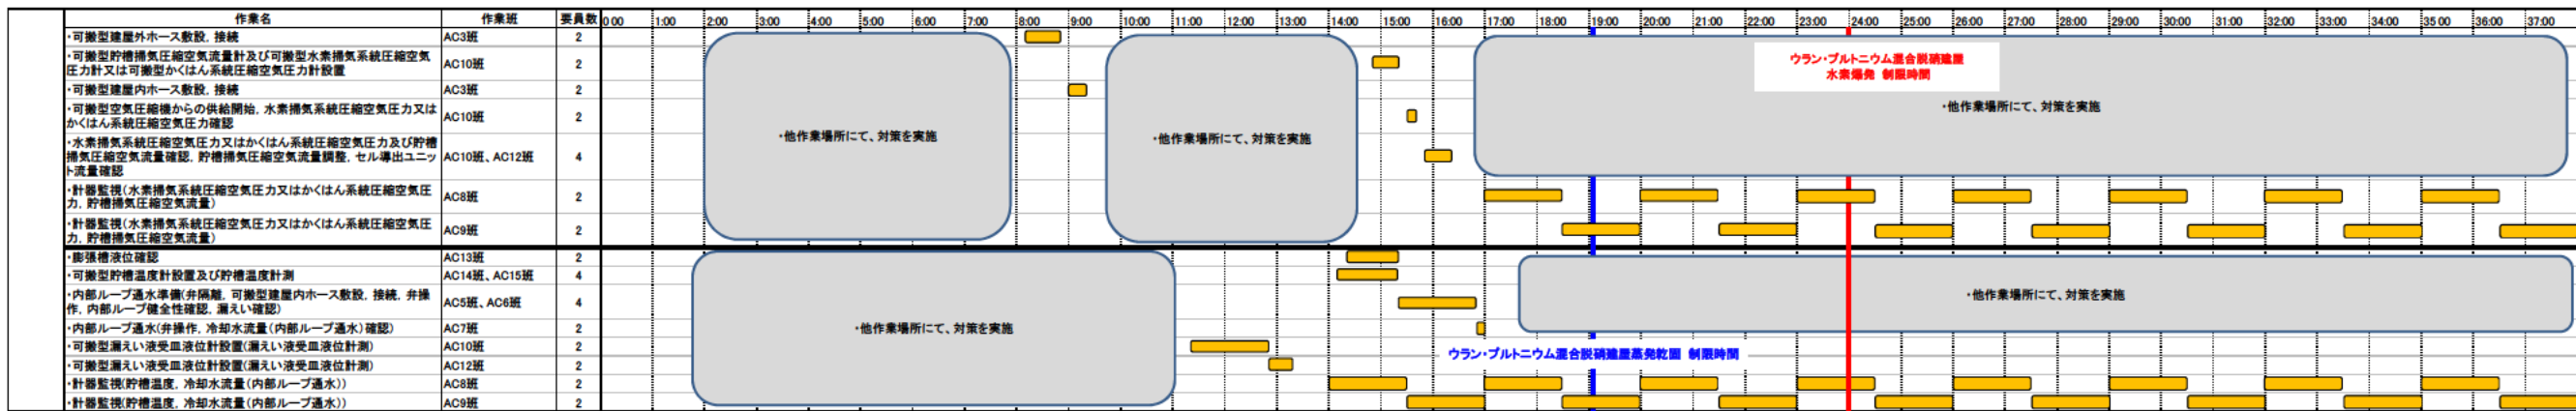 作業名 作業班 要員数 0:00 1:00 2:00 3:00 4:00 5:00 6:00 7:00 8:00 9:00 10:00 11:00 12:00 13:00 14:00 15:00 16:00 17:00 18:00 19:00 20:00 21:00 22:00 23:00 24:00 25:00 26:00 27:00 28:00 29:00 30:00 31:00 32:00 33:00 34:00 35:00 36:00 37:00
・可搬型建屋外ホース敷設，接続 AC3班 2
・可搬型貯槽掃気圧縮空気流量計及び可搬型水素掃気系統圧縮空気
圧力計又は可搬型かくはん系統圧縮空気圧力計設置 AC10班 2
・可搬型建屋内ホース敷設，接続 AC3班 2
・可搬型空気圧縮機からの供給開始，水素掃気系統圧縮空気圧力又は
かくはん系統圧縮空気圧力確認 AC10班 2
・水素掃気系統圧縮空気圧力又はかくはん系統圧縮空気圧力及び貯槽
掃気圧縮空気流量確認，貯槽掃気圧縮空気流量調整，セル導出ユニッ
ト流量確認 AC10班、AC12班 4
・計器監視(水素掃気系統圧縮空気圧力又はかくはん系統圧縮空気圧
力，貯槽掃気圧縮空気流量) AC8班 2
・計器監視(水素掃気系統圧縮空気圧力又はかくはん系統圧縮空気圧
力，貯槽掃気圧縮空気流量) AC9班 2
・他作業場所にて、対策を実施
・他作業場所にて、対策を実施
ウラン・プルトニウム混合脱硝建屋
水素爆発 制限時間
・他作業場所にて、対策を実施
・膨張槽液位確認 AC13班 2
・可搬型貯槽温度計設置及び貯槽温度計測 AC14班、AC15班 4
・内部ループ通水準備(弁隔離，可搬型建屋内ホース敷設，接続，弁操
作，内部ループ健全性確認，漏えい確認) AC5班、AC6班 4
・内部ループ通水(弁操作，冷却水流量(内部ループ通水)確認) AC7班 2
・可搬型漏えい液受皿液位計設置(漏えい液受皿液位計測) AC10班 2
・可搬型漏えい液受皿液位計設置(漏えい液受皿液位計測) AC12班 2
・計器監視(貯槽温度，冷却水流量(内部ループ通水)) AC8班 2
・計器監視(貯槽温度，冷却水流量(内部ループ通水)) AC9班 2
・他作業場所にて、対策を実施
・他作業場所にて、対策を実施
ウラン・プルトニウム混合脱硝建屋蒸発乾固 制限時間